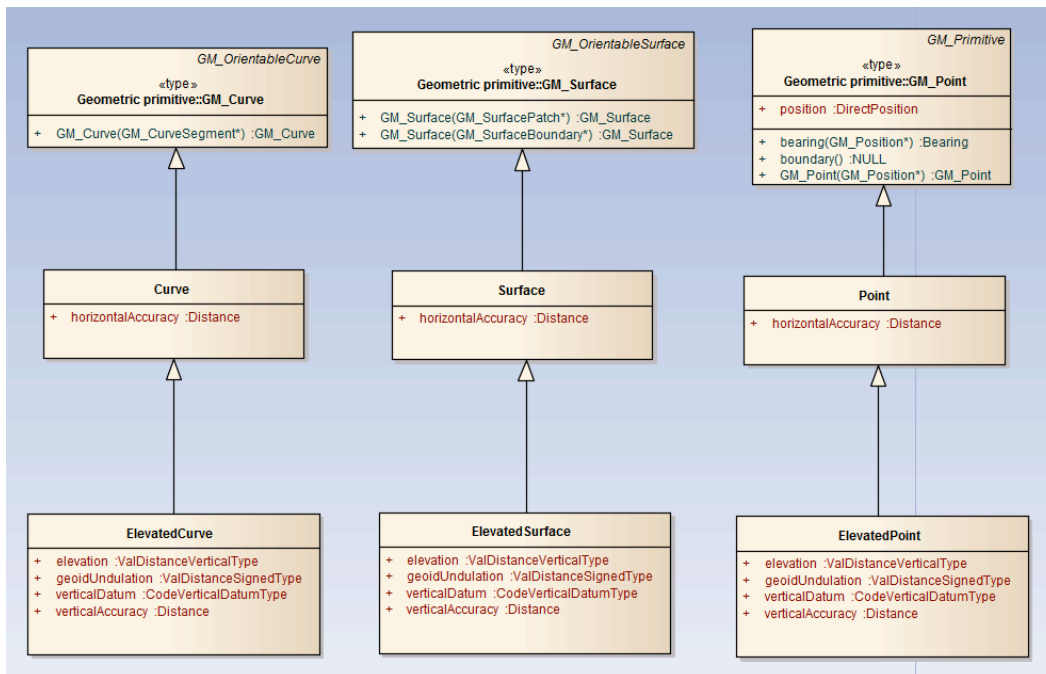 GM_OrientableCurve
«type»
Geometric primitive::GM_Curve
+ GM_Curve(GM_CurveSegment*) :GM_Curve
GM_OrientableSurface
«type»
Geometric primitive::GM_Surface
+ GM_Surface(GM_SurfacePatch*) :GM_Surface
+ GM_Surface(GM_SurfaceBoundary*) :GM_Surface
GM_Primitive
«type»
Geometric primitive::GM_Point
+ position :DirectPosition
+ bearing(GM_Position*) :Bearing
+ boundary() :NULL
+ GM_Point(GM_Position*) :GM_Point
Curve
+ horizontalAccuracy :Distance
Surface
+ horizontalAccuracy :Distance
Point
+ horizontalAccuracy :Distance
ElevatedCurve
+ elevation :ValDistanceVerticalType
+ geoidUndulation :ValDistanceSignedType
+ verticalDatum :CodeVerticalDatumType
+ verticalAccuracy :Distance
ElevatedSurface
+ elevation :ValDistanceVerticalType
+ geoidUndulation :ValDistanceSignedType
+ verticalDatum :CodeVerticalDatumType
+ verticalAccuracy :Distance
ElevatedPoint
+ elevation :ValDistanceVerticalType
+ geoidUndulation :ValDistanceSignedType
+ verticalDatum :CodeVerticalDatumType
+ verticalAccuracy :Distance